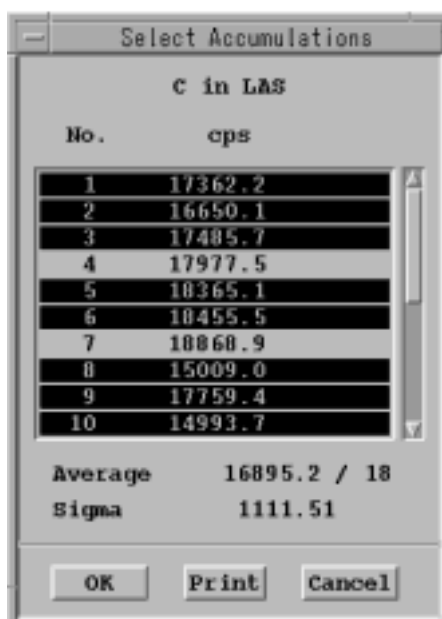 Select Accumulations
C in LAS
No. cps
1 17362.2
2 16650.1
3 17485.7
4 17977.5
5 18365.1
6 18455.5
7 18868.9
8 15009.0
9 17759.4
10 14993.7
Average 16895.2 / 18
Sigma 1111.51
OK Print Cancel